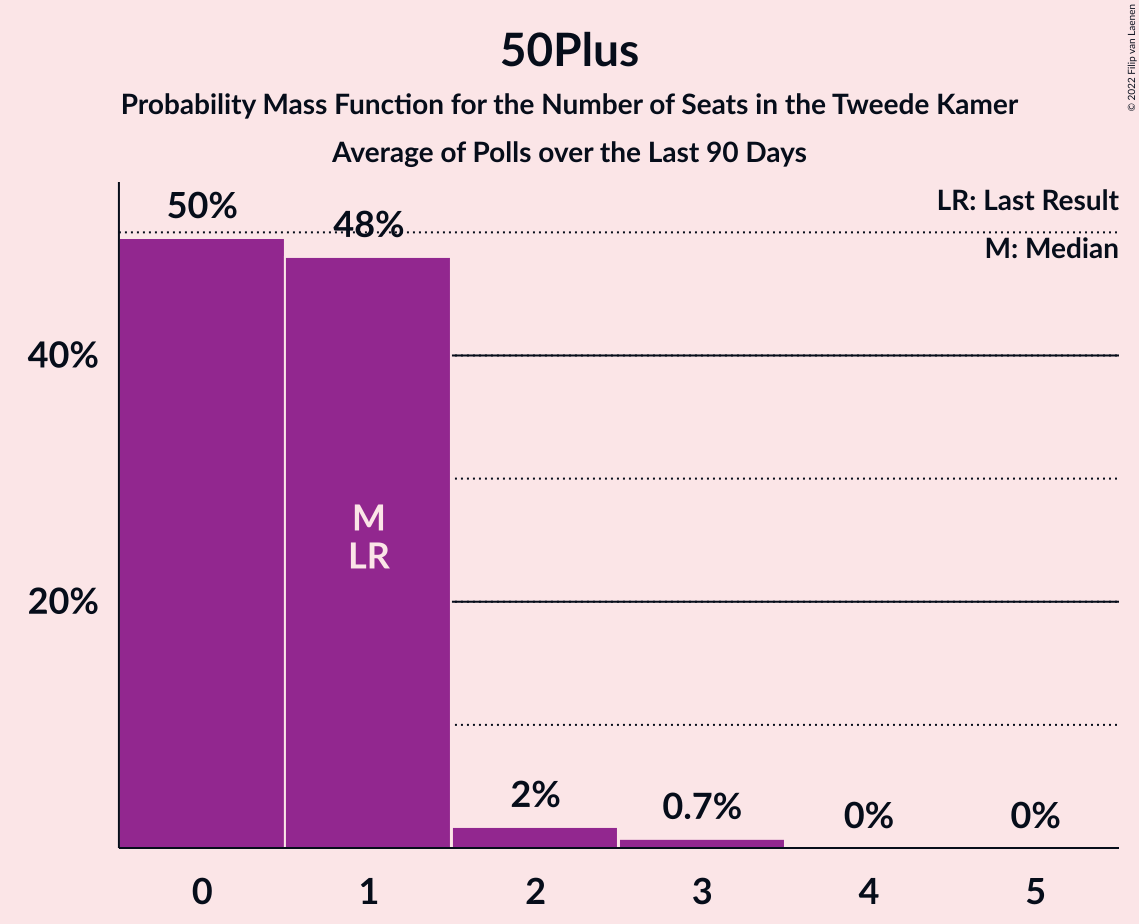 50Plus
Probability Mass Function for the Number of Seats in the Tweede Kamer
Average of Polls over the Last 90 Days
© 2022 Filip van Laenen
LR: Last Result
M: Median
50%
48%
40%
20%
M
LR
2%
0.7%
0%
0%
0
1
2
3
4
5